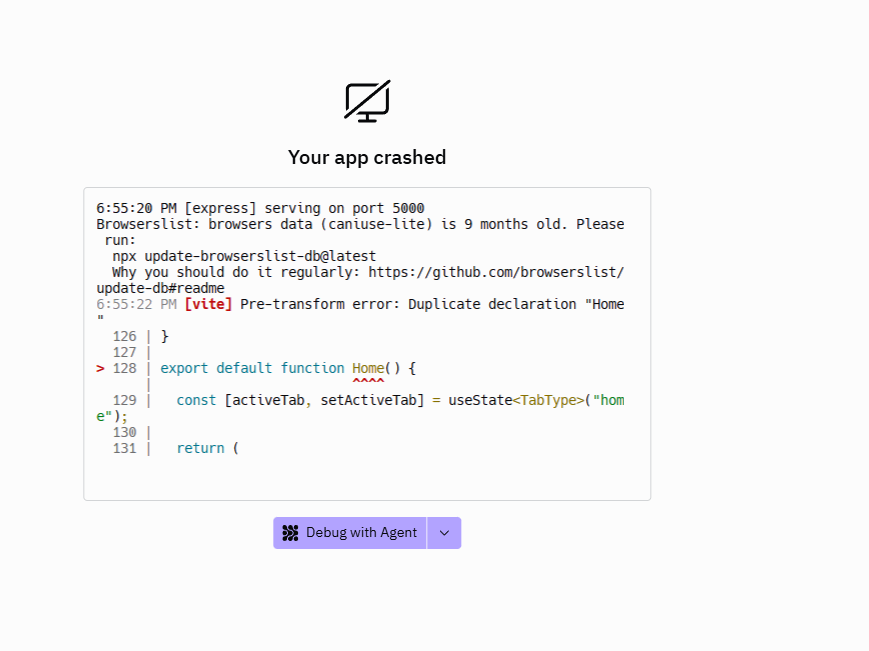 Your app crashed
6:55:20 PM [express] serving on port 5000
Browserslist: browsers data (caniuse-lite) is 9 months old. Please
 run:
  npx update-browserslist-db@latest
  Why you should do it regularly: https://github.com/browserslist/
update-db#readme
6:55:22 PM [vite] Pre-transform error: Duplicate declaration "Home
"
  126 | }
  127 |
> 128 | export default function Home() {
      |                         ^^^^
  129 |   const [activeTab, setActiveTab] = useState<TabType>("hom
e");
  130 |
  131 |   return (
Debug with Agent